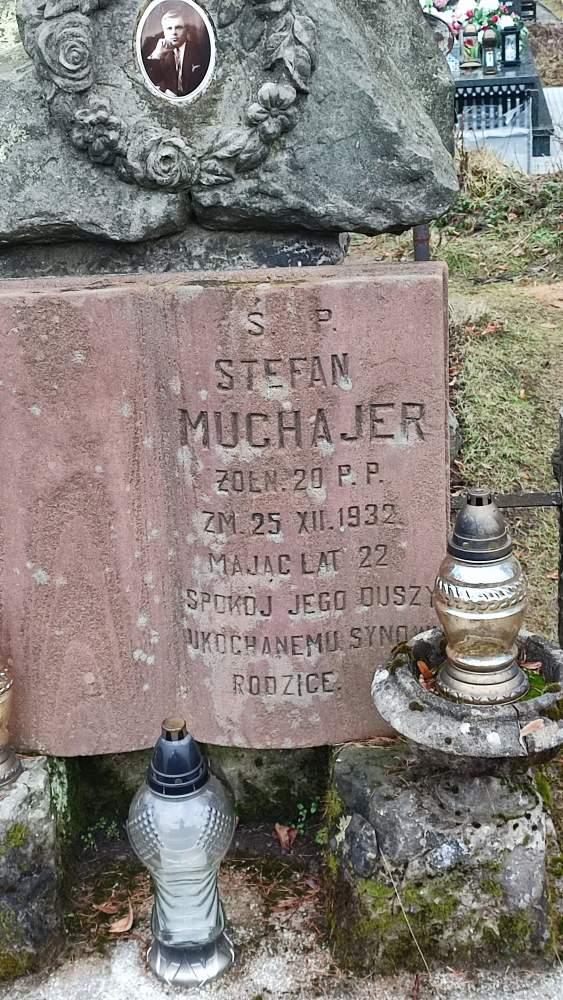 Ś. P.
STEFAN
MUCHAJER
ŻOŁN. 20 P. P.
ZM. 25 XII. 1932
MAJĄC LAT 22
SPOKÓJ JEGO DUSZY
UKOCHANEMU SYNOWI
RODZICE.